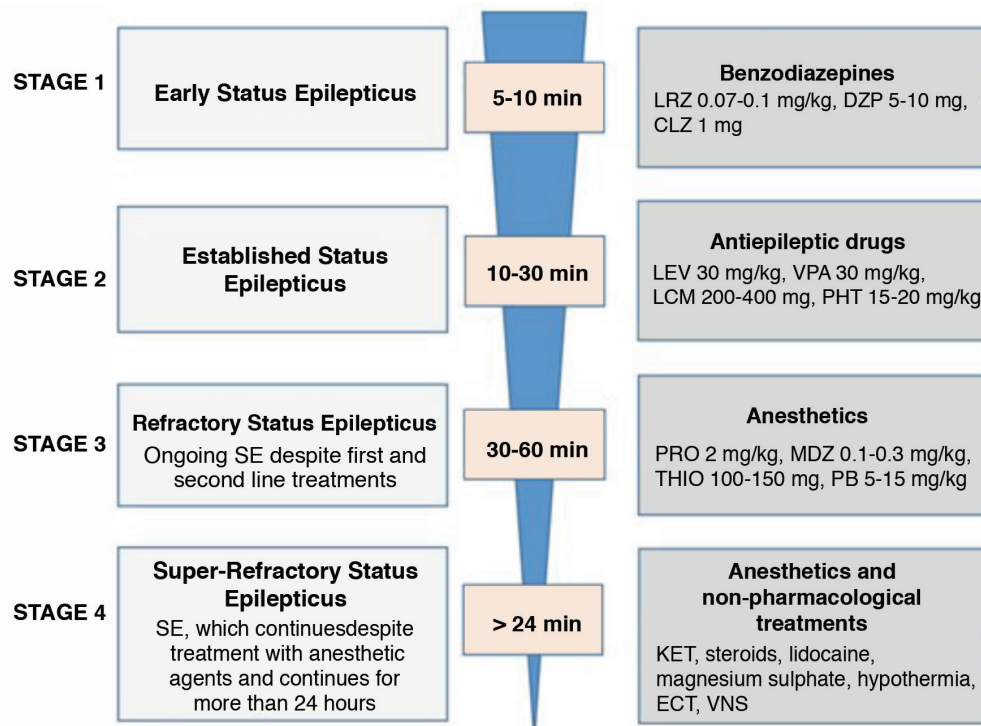 STAGE 1
Early Status Epilepticus
5-10 min
Benzodiazepines
LRZ 0.07-0.1 mg/kg, DZP 5-10 mg,
CLZ 1 mg
STAGE 2
Established Status
Epilepticus
10-30 min
Antiepileptic drugs
LEV 30 mg/kg, VPA 30 mg/kg,
LCM 200-400 mg, PHT 15-20 mg/kg
STAGE 3
Refractory Status Epilepticus
Ongoing SE despite first and
second line treatments
30-60 min
Anesthetics
PRO 2 mg/kg, MDZ 0.1-0.3 mg/kg,
THIO 100-150 mg, PB 5-15 mg/kg
STAGE 4
Super-Refractory Status
Epilepticus
SE, which continuesdespite
treatment with anesthetic
agents and continues for
more than 24 hours
> 24 min
Anesthetics and
non-pharmacological
treatments
KET, steroids, lidocaine,
magnesium sulphate, hypothermia,
ECT, VNS